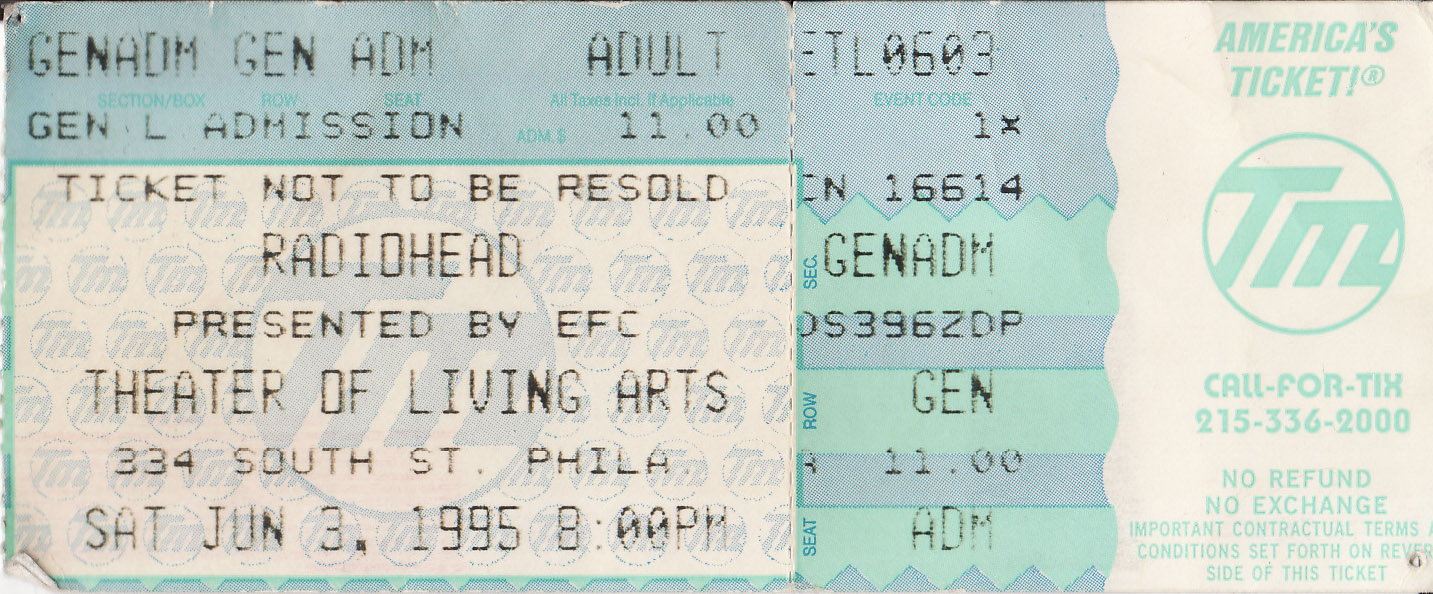 GENADM GEN ADM ADULT
SECTION/BOX ROW SEAT All Taxes Incl. If Applicable
GEN L ADMISSION ADM. $ 11.00
TICKET NOT TO BE RESOLD
RADIOHEAD
PRESENTED BY EFC
THEATER OF LIVING ARTS
334 SOUTH ST. PHILA.
SAT JUN 3, 1995 8:00PM
ETL0603
EVENT CODE
1X
CN 16614
SEC. GENADM
DS396ZDP
ROW GEN
A 11.00
SEAT ADM
AMERICA'S
TICKET!®
Tm
CALL-FOR-TIX
215-336-2000
NO REFUND
NO EXCHANGE
IMPORTANT CONTRACTUAL TERMS
CONDITIONS SET FORTH ON REVER
SIDE OF THIS TICKET